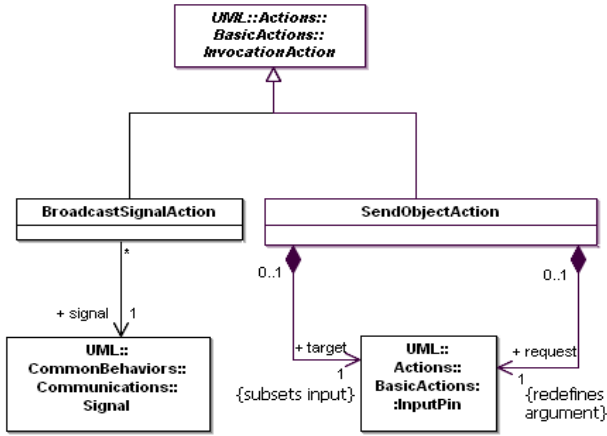 UML::Actions::
BasicActions::
InvocationAction
BroadcastSignalAction
SendObjectAction
*
0..1
0..1
+ signal
1
+ target
+ request
UML::
CommonBehaviors::
Communications::
Signal
UML::
Actions::
BasicActions:
:InputPin
1
{subsets input}
1
{redefines
argument}